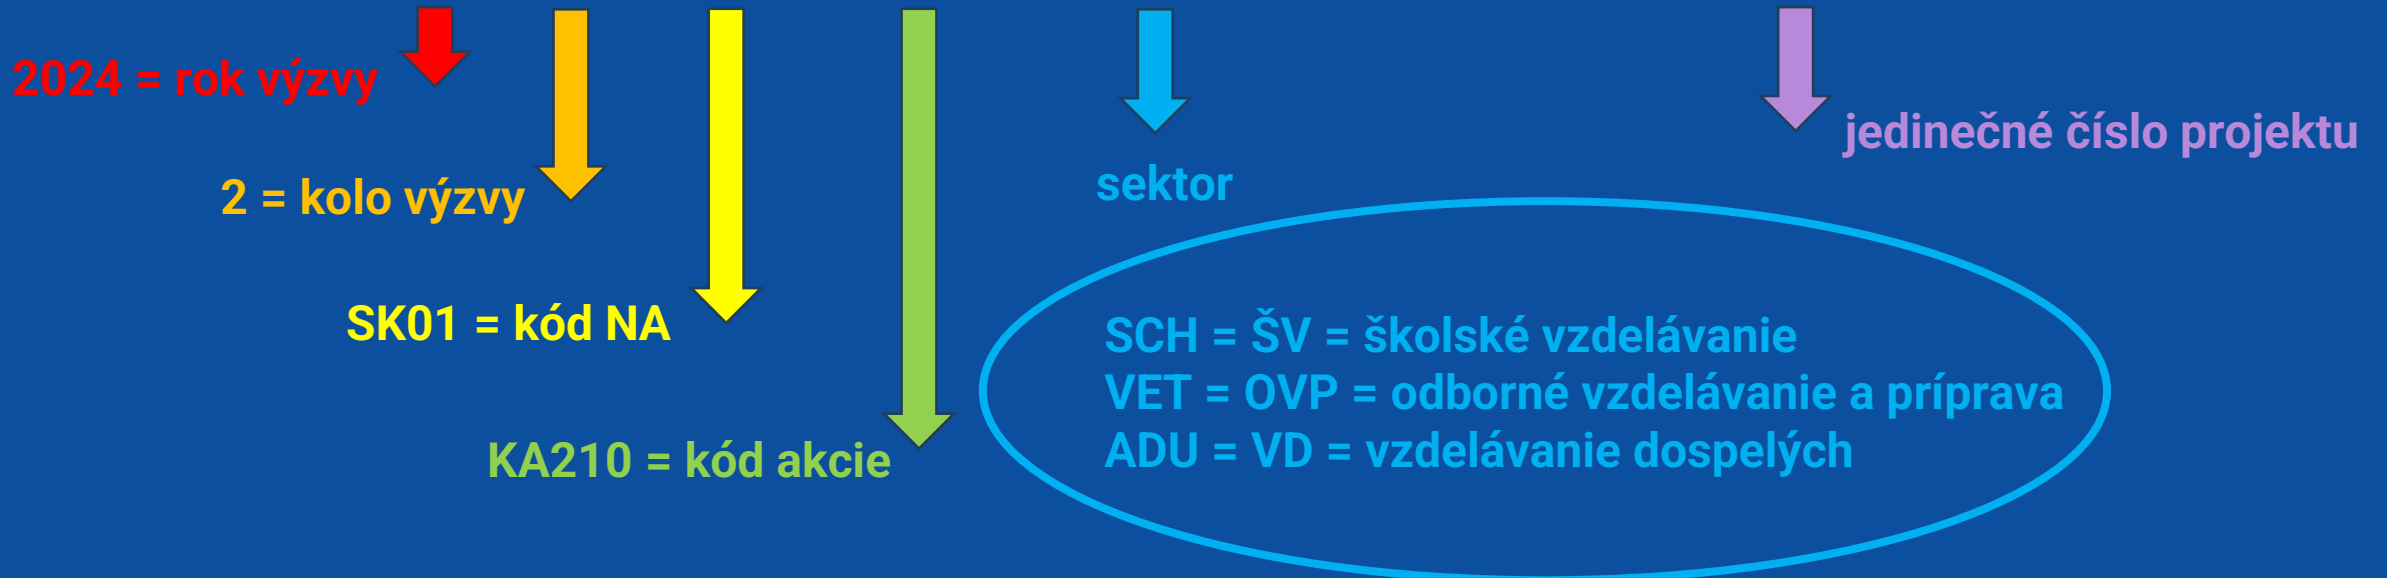 2024 = rok výzvy
jedinečné číslo projektu
2 = kolo výzvy
sektor
SK01 = kód NA
SCH = ŠV = školské vzdelávanie
VET = OVP = odborné vzdelávanie a príprava
ADU = VD = vzdelávanie dospelých
KA210 = kód akcie